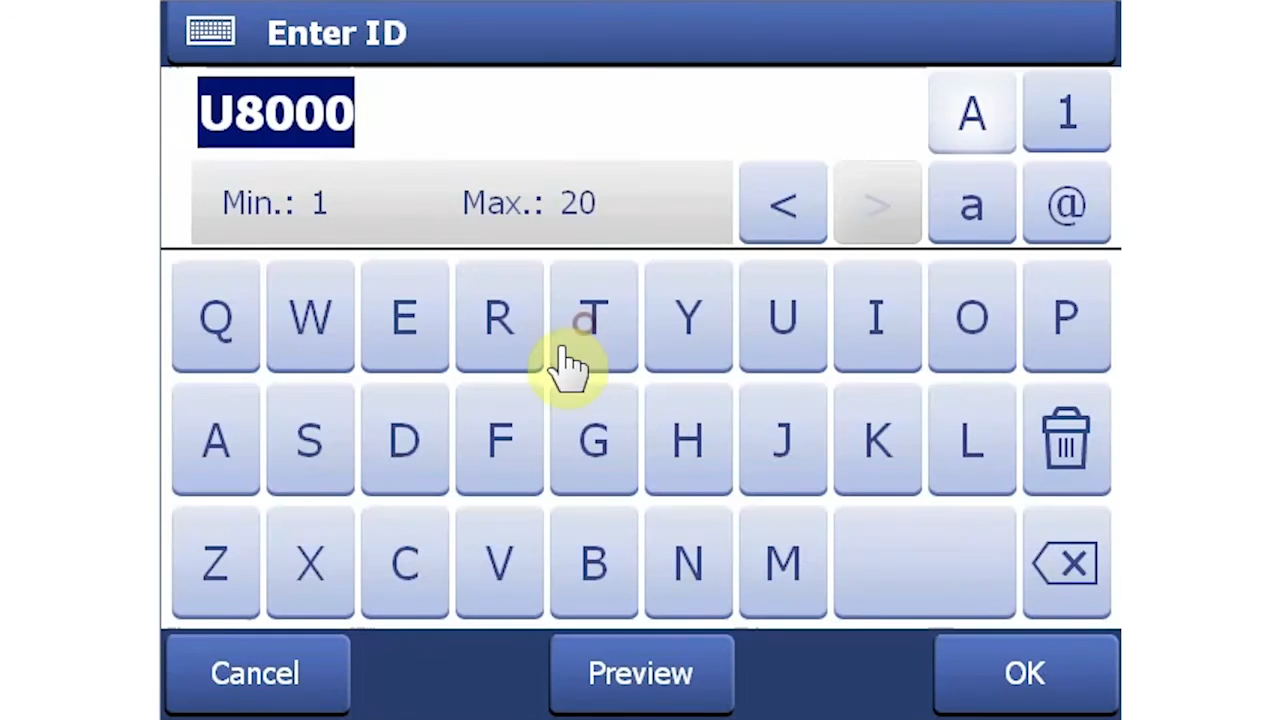 Enter ID
U8000 A 1
Min.: 1 Max.: 20 < > a @
Q W E R T Y U I O P
A S D F G H J K L
Z X C V B N M
Cancel Preview OK